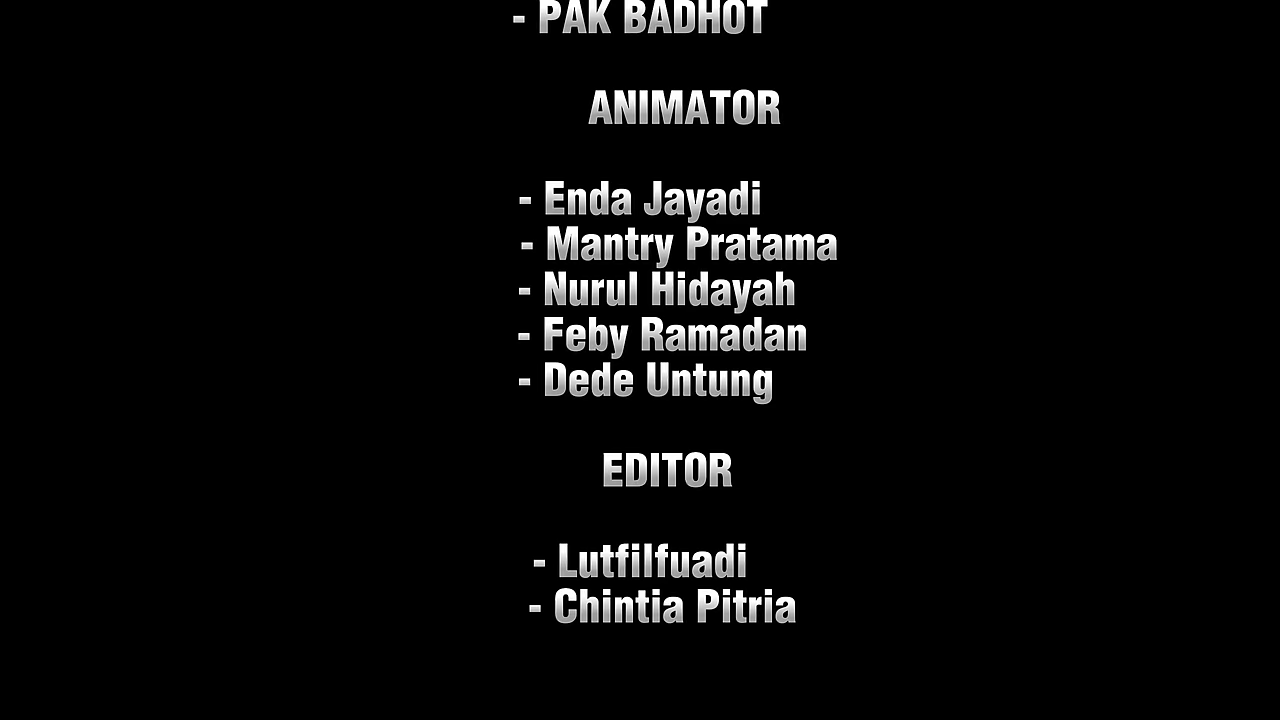 - PAK BADHOT
ANIMATOR
- Enda Jayadi
- Mantry Pratama
- Nurul Hidayah
- Feby Ramadan
- Dede Untung
EDITOR
- Lutfilfuadi
- Chintia Pitria